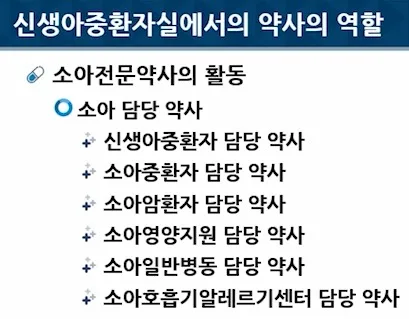 신생아중환자실에서의 약사의 역할
소아전문약사의 활동
소아 담당 약사
신생아중환자 담당 약사
소아중환자 담당 약사
소아암환자 담당 약사
소아영양지원 담당 약사
소아일반병동 담당 약사
소아호흡기알레르기센터 담당 약사